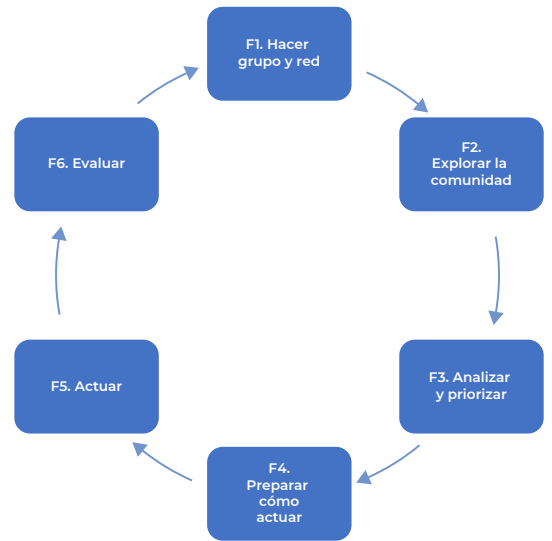 F1. Hacer
grupo y red
F2.
Explorar la
comunidad
F3. Analizar
y priorizar
F4.
Preparar
cómo
actuar
F5. Actuar
F6. Evaluar